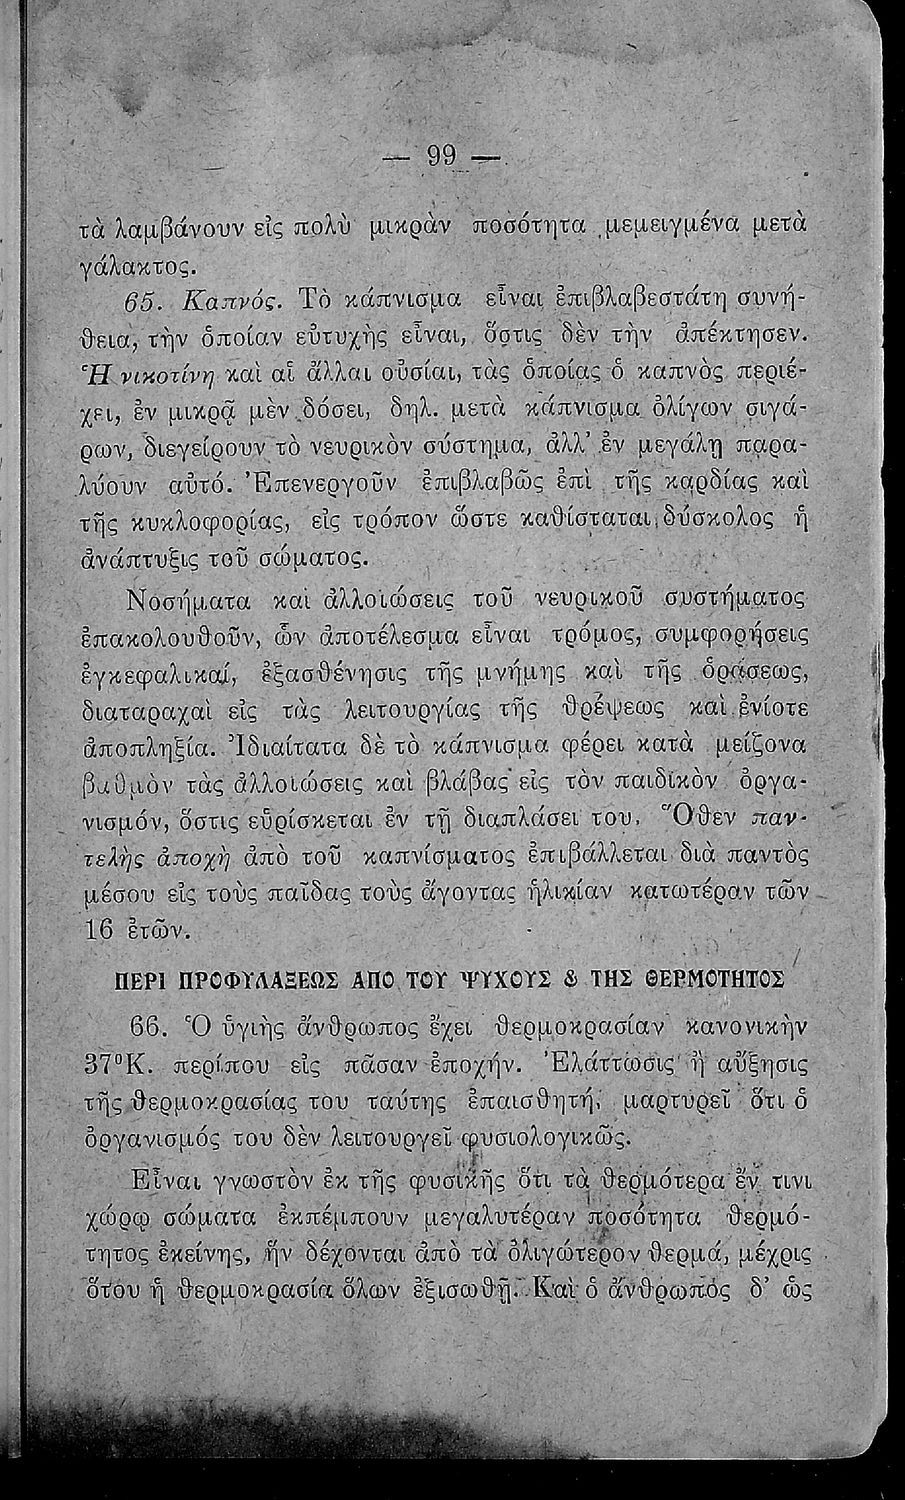 — 99 —
τὰ λαμβάνουν εἰς πολὺ μικρὰν ποσότητα μεμειγμένα μετὰ
γάλακτος.
65. Καπνός. Τὸ κάπνισμα εἶναι ἐπιβλαβεστάτη συνή-
θεια, τὴν ὁποίαν εὐτυχὴς εἶναι, ὅστις δὲν τὴν ἀπέκτησεν.
Ἡ νικοτίνη καὶ αἱ ἄλλαι οὐσίαι, τὰς ὁποίας ὁ καπνὸς περιέ-
χει, ἐν μικρᾷ μὲν δόσει, δηλ. μετὰ κάπνισμα ὀλίγων σιγά-
ρων, διεγείρουν τὸ νευρικὸν σύστημα, ἀλλ' ἐν μεγάλῃ παρα-
λύουν αὐτό. Ἐπενεργοῦν ἐπιβλαβῶς ἐπὶ τῆς καρδίας καὶ
τῆς κυκλοφορίας, εἰς τρόπον ὥστε καθίσταται δύσκολος ἡ
ἀνάπτυξις τοῦ σώματος.
Νοσήματα καὶ ἀλλοιώσεις τοῦ νευρικοῦ συστήματος
ἐπακολουθοῦν, ὧν ἀποτέλεσμα εἶναι τρόμος, συμφορήσεις
ἐγκεφαλικαί, ἐξασθένησις τῆς μνήμης καὶ τῆς ὁράσεως,
διαταραχαὶ εἰς τὰς λειτουργίας τῆς θρέψεως καὶ ἐνίοτε
ἀποπληξία. Ἰδιαίτατα δὲ τὸ κάπνισμα φέρει κατὰ μείζονα
βαθμὸν τὰς ἀλλοιώσεις καὶ βλάβας εἰς τὸν παιδικὸν ὀργα-
νισμόν, ὅστις εὑρίσκεται ἐν τῇ διαπλάσει του. Ὅθεν παν-
τελὴς ἀποχὴ ἀπὸ τοῦ καπνίσματος ἐπιβάλλεται διὰ παντὸς
μέσου εἰς τοὺς παῖδας τοὺς ἄγοντας ἡλικίαν κατωτέραν τῶν
16 ἐτῶν.
ΠΕΡΙ ΠΡΟΦΥΛΑΞΕΩΣ ΑΠΟ ΤΟΥ ΨΥΧΟΥΣ & ΤΗΣ ΘΕΡΜΟΤΗΤΟΣ
66. Ὁ ὑγιὴς ἄνθρωπος ἔχει θερμοκρασίαν κανονικὴν
37°Κ. περίπου εἰς πᾶσαν ἐποχήν. Ἐλάττωσις ἢ αὔξησις
τῆς θερμοκρασίας του ταύτης ἐπαισθητή, μαρτυρεῖ ὅτι ὁ
ὀργανισμός του δὲν λειτουργεῖ φυσιολογικῶς.
Εἶναι γνωστὸν ἐκ τῆς φυσικῆς ὅτι τὰ θερμότερα ἔν τινι
χώρῳ σώματα ἐκπέμπουν μεγαλυτέραν ποσότητα θερμό-
τητος ἐκείνης, ἣν δέχονται ἀπὸ τὰ ὀλιγώτερον θερμά, μέχρις
ὅτου ἡ θερμοκρασία ὅλων ἐξισωθῇ. Καὶ ὁ ἄνθρωπος δ' ὡς